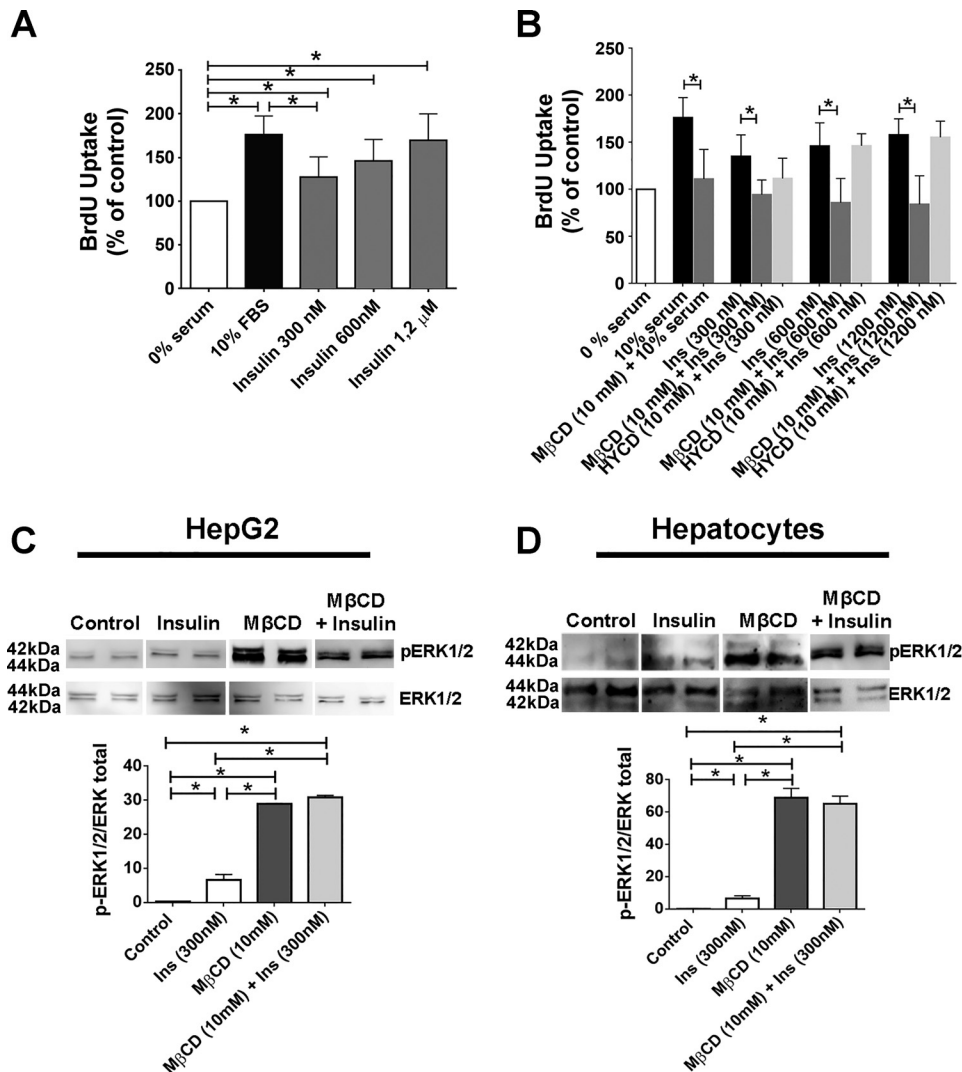 A
*
*
*
*
*
250
200
150
100
50
0
BrdU Uptake
(% of control)
0% serum
10% FBS
Insulin 300 nM
Insulin 600nM
Insulin 1,2 μM
B
*
*
*
*
250
200
150
100
50
0
BrdU Uptake
(% of control)
0% serum
10% serum
MβCD (10 mM) + 10% serum
Ins (300 nM)
MβCD (10 mM) + Ins (300 nM)
HYCD (10 mM) + Ins (300 nM)
Ins (600 nM)
MβCD (10 mM) + Ins (600 nM)
HYCD (10 mM) + Ins (600 nM)
Ins (1200 nM)
MβCD (10 mM) + Ins (1200 nM)
HYCD (10 mM) + Ins (1200 nM)
C
HepG2
Control
Insulin
MβCD
MβCD
+ Insulin
42kDa
44kDa
pERK1/2
44kDa
42kDa
ERK1/2
*
*
*
*
*
40
30
20
10
0
p-ERK1/2/ERK total
Control
Ins (300nM)
MβCD (10mM)
MβCD (10mM) + Ins (300nM)
D
Hepatocytes
Control
Insulin
MβCD
MβCD
+ Insulin
42kDa
44kDa
pERK1/2
44kDa
42kDa
ERK1/2
*
*
*
*
*
80
60
40
20
0
p-ERK1/2/ERK total
Control
Ins (300nM)
MβCD (10mM)
MβCD (10mM) + Ins (300nM)